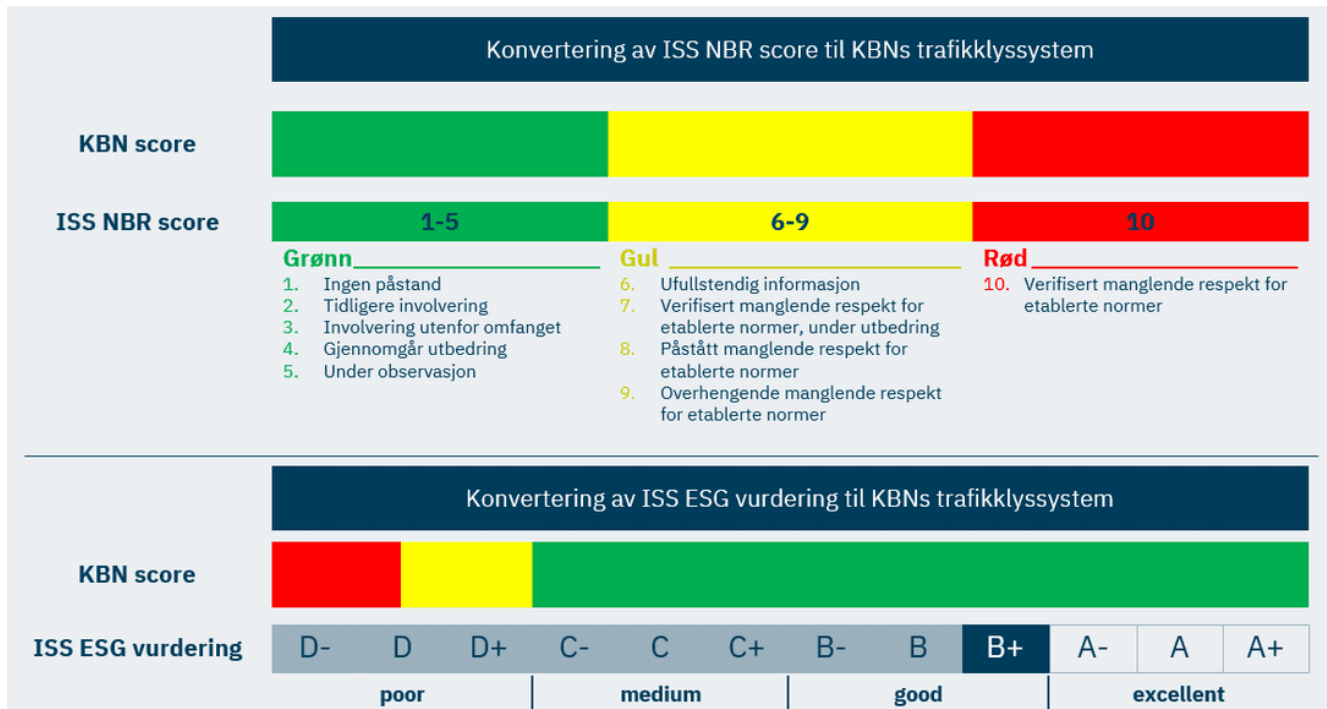 Konvertering av ISS NBR score til KBNs trafikklyssystem
KBN score
ISS NBR score
1-5
6-9
10
Grønn
1. Ingen påstand
2. Tidligere involvering
3. Involvering utenfor omfanget
4. Gjennomgår utbedring
5. Under observasjon
Gul
6. Ufullstendig informasjon
7. Verifisert manglende respekt for
etablerte normer, under utbedring
8. Påstått manglende respekt for
etablerte normer
9. Overhengende manglende respekt
for etablerte normer
Rød
10. Verifisert manglende respekt for
etablerte normer
Konvertering av ISS ESG vurdering til KBNs trafikklyssystem
KBN score
ISS ESG vurdering
D- D D+ C- C C+ B- B B+ A- A A+
poor medium good excellent